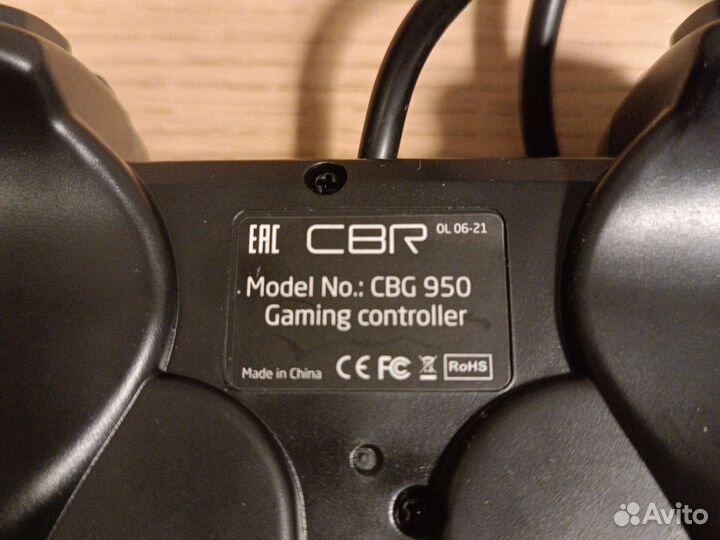 EAC CBR OL 06-21
Model No.: CBG 950
Gaming controller
Made in China CE FC RoHS
Avito